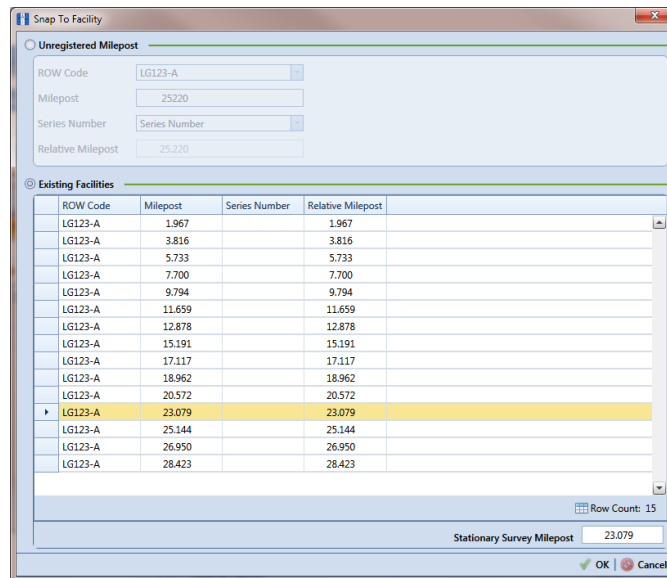 Snap To Facility
Unregistered Milepost
ROW Code LG123-A
Milepost 25220
Series Number Series Number
Relative Milepost 25.220
Existing Facilities
ROW Code Milepost Series Number Relative Milepost
LG123-A 1.967 1.967
LG123-A 3.816 3.816
LG123-A 5.733 5.733
LG123-A 7.700 7.700
LG123-A 9.794 9.794
LG123-A 11.659 11.659
LG123-A 12.878 12.878
LG123-A 15.191 15.191
LG123-A 17.117 17.117
LG123-A 18.962 18.962
LG123-A 20.572 20.572
LG123-A 23.079 23.079
LG123-A 25.144 25.144
LG123-A 26.950 26.950
LG123-A 28.423 28.423
Row Count: 15
Stationary Survey Milepost 23.079
OK | Cancel